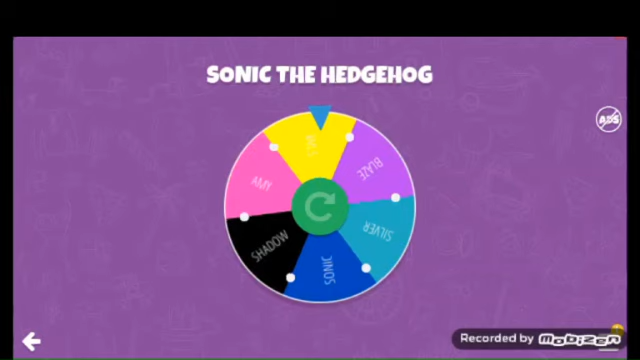 SONIC THE HEDGEHOG
ADS
BLAZE
AMY
SILVER
SHADOW
SONIC
Recorded by Mobizen